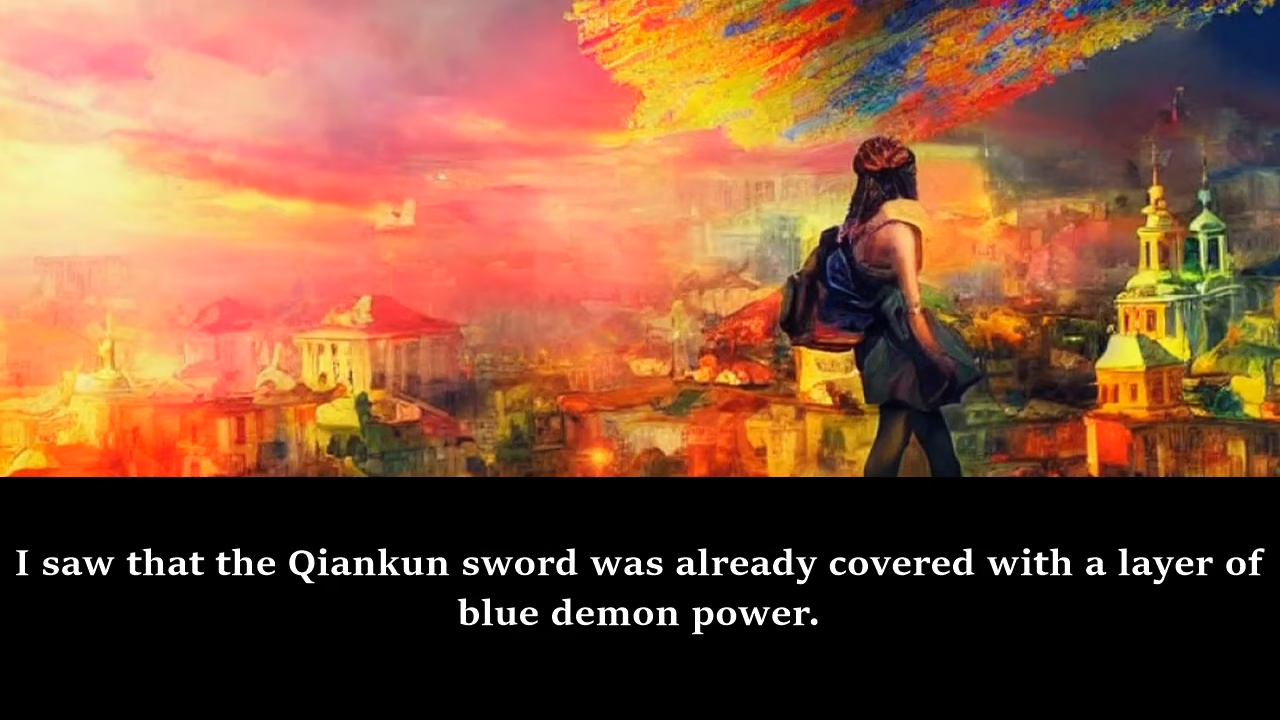 I saw that the Qiankun sword was already covered with a layer of
blue demon power.